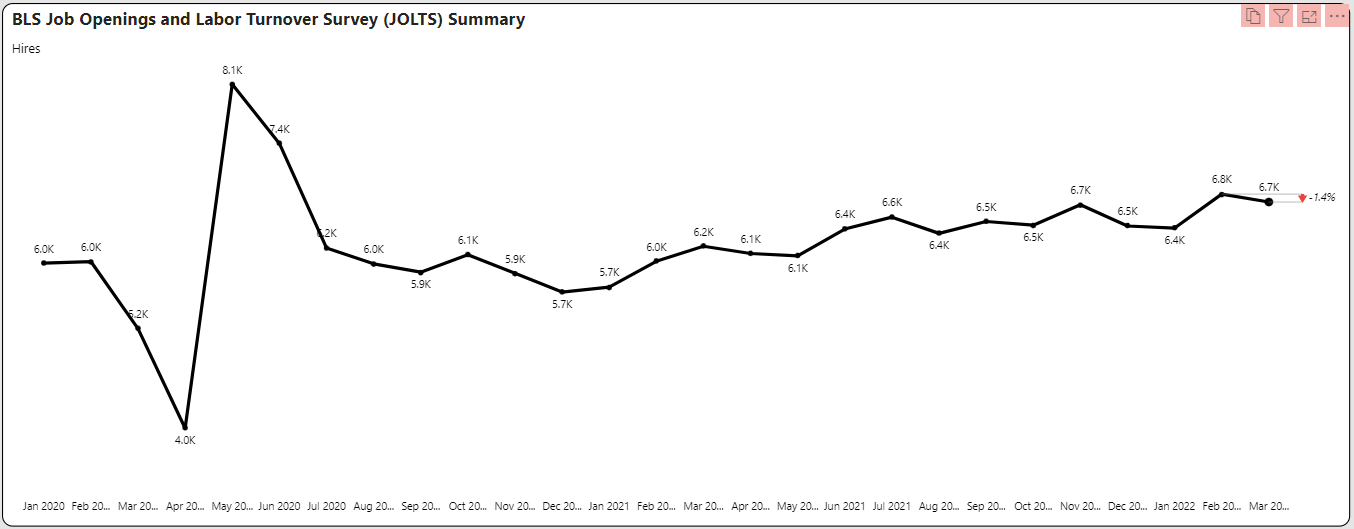 BLS Job Openings and Labor Turnover Survey (JOLTS) Summary
Hires
6.0K 6.0K 5.2K 4.0K 8.1K 7.4K 6.2K 6.0K 5.9K 6.1K 5.9K 5.7K 5.7K 6.0K 6.2K 6.1K 6.1K 6.4K 6.6K 6.4K 6.5K 6.5K 6.7K 6.5K 6.4K 6.8K 6.7K -1.4%
Jan 2020 Feb 20... Mar 20... Apr 20... May 20... Jun 2020 Jul 2020 Aug 20... Sep 20... Oct 20... Nov 20... Dec 20... Jan 2021 Feb 20... Mar 20... Apr 20... May 20... Jun 2021 Jul 2021 Aug 20... Sep 20... Oct 20... Nov 20... Dec 20... Jan 2022 Feb 20... Mar 20...